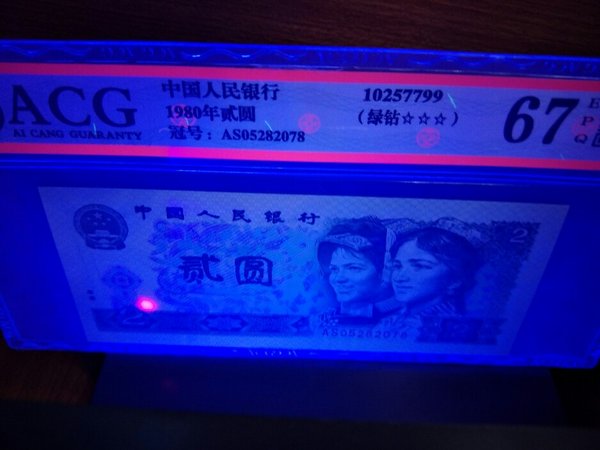 ACG
AI CANG GUARANTY
中国人民银行
1980年贰圆
冠号：AS05282078
10257799
（绿钻☆☆☆）
67
E
P
Q
中国人民银行
贰圆
2
AS05282078
2